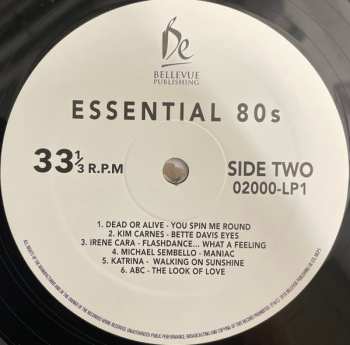 Be
BELLEVUE
PUBLISHING
ESSENTIAL 80s
33 1/3 R.P.M
SIDE TWO
02000-LP1
1. DEAD OR ALIVE - YOU SPIN ME ROUND
2. KIM CARNES - BETTE DAVIS EYES
3. IRENE CARA - FLASHDANCE... WHAT A FEELING
4. MICHAEL SEMBELLO - MANIAC
5. KATRINA - WALKING ON SUNSHINE
6. ABC - THE LOOK OF LOVE